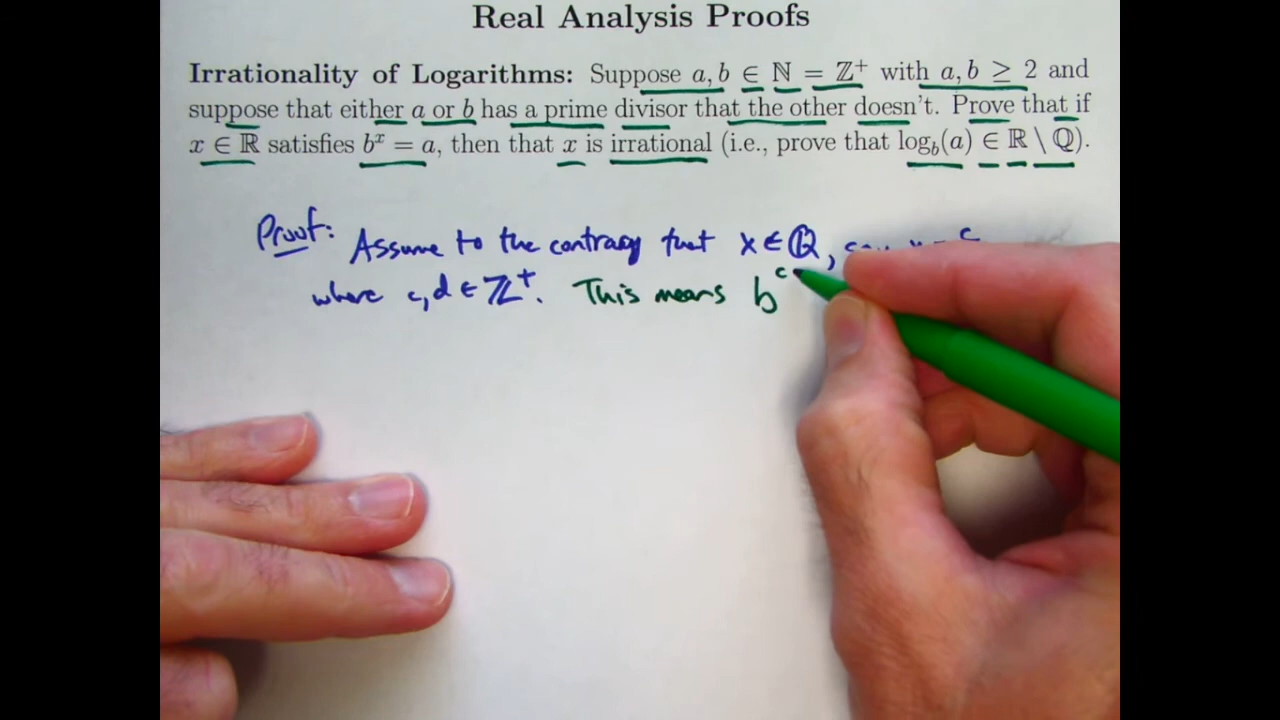 Real Analysis Proofs
Irrationality of Logarithms: Suppose a, b ∈ ℕ = ℤ⁺ with a, b ≥ 2 and
suppose that either a or b has a prime divisor that the other doesn't. Prove that if
x ∈ ℝ satisfies bˣ = a, then that x is irrational (i.e., prove that log_b(a) ∈ ℝ \ ℚ).
Proof: Assume to the contrary that x ∈ ℚ,
where c, d ∈ ℤ⁺. This means b^c